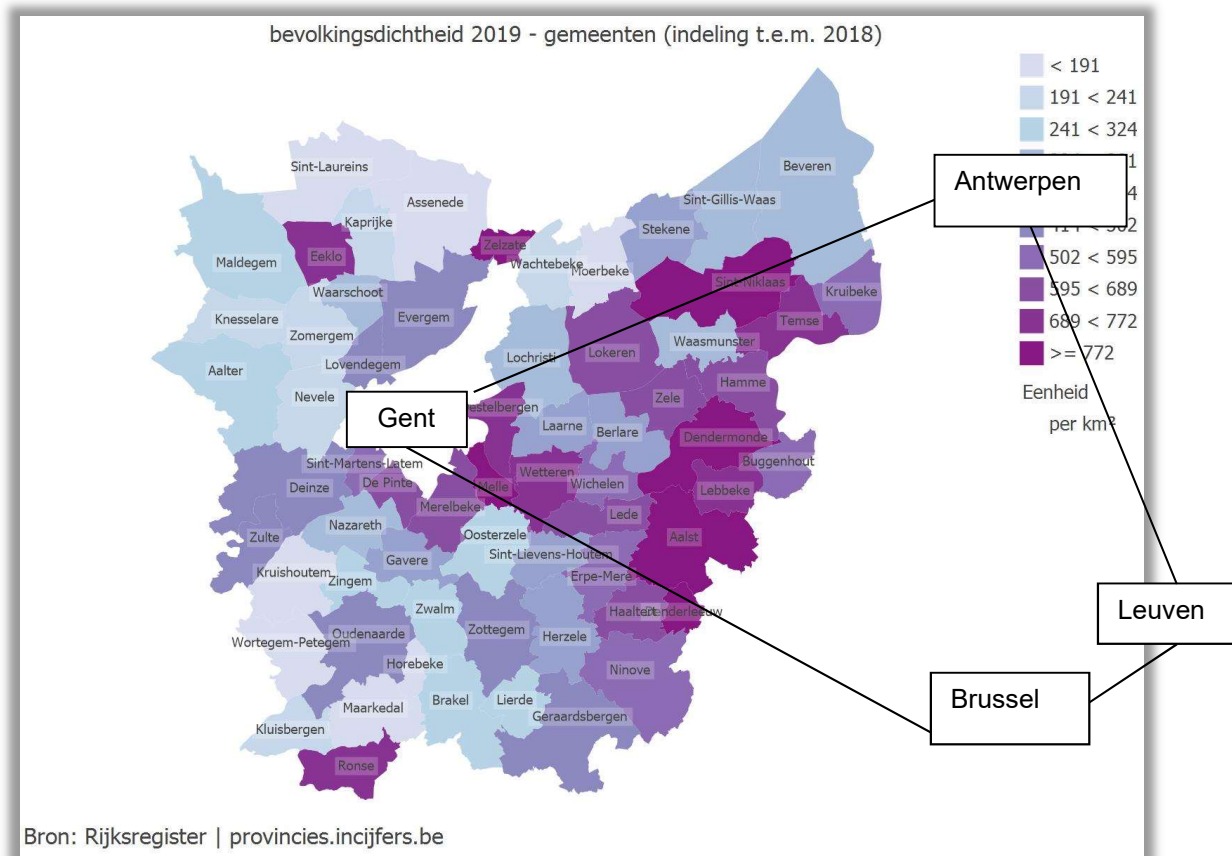 bevolkingsdichtheid 2019 - gemeenten (indeling t.e.m. 2018)
< 191
191 < 241
241 < 324
502 < 595
595 < 689
689 < 772
>= 772
Eenheid
per km²
Antwerpen
Gent
Brussel
Leuven
Beveren
Sint-Laureins
Sint-Gillis-Waas
Assenede
Kaprijke
Stekene
Zelzate
Eeklo
Maldegem
Wachtebeke
Moerbeke
Sint-Niklaas
Kruibeke
Waarschoot
Evergem
Temse
Knesselare
Zomergem
Waasmunster
Lokeren
Lochristi
Lovendegem
Aalter
Hamme
Nevele
Zele
Laarne
Berlare
Dendermonde
Buggenhout
Sint-Martens-Latem
De Pinte
Deinze
Melle
Wetteren
Wichelen
Lebbeke
Merelbeke
Lede
Nazareth
Oosterzele
Zulte
Aalst
Sint-Lievens-Houtem
Gavere
Kruishoutem
Erpe-Mere
Zingem
Zwalm
Haaltert
Denderleeuw
Oudenaarde
Zottegem
Herzele
Wortegem-Petegem
Horebeke
Ninove
Maarkedal
Brakel
Lierde
Geraardsbergen
Kluisbergen
Ronse
Bron: Rijksregister | provincies.incijfers.be